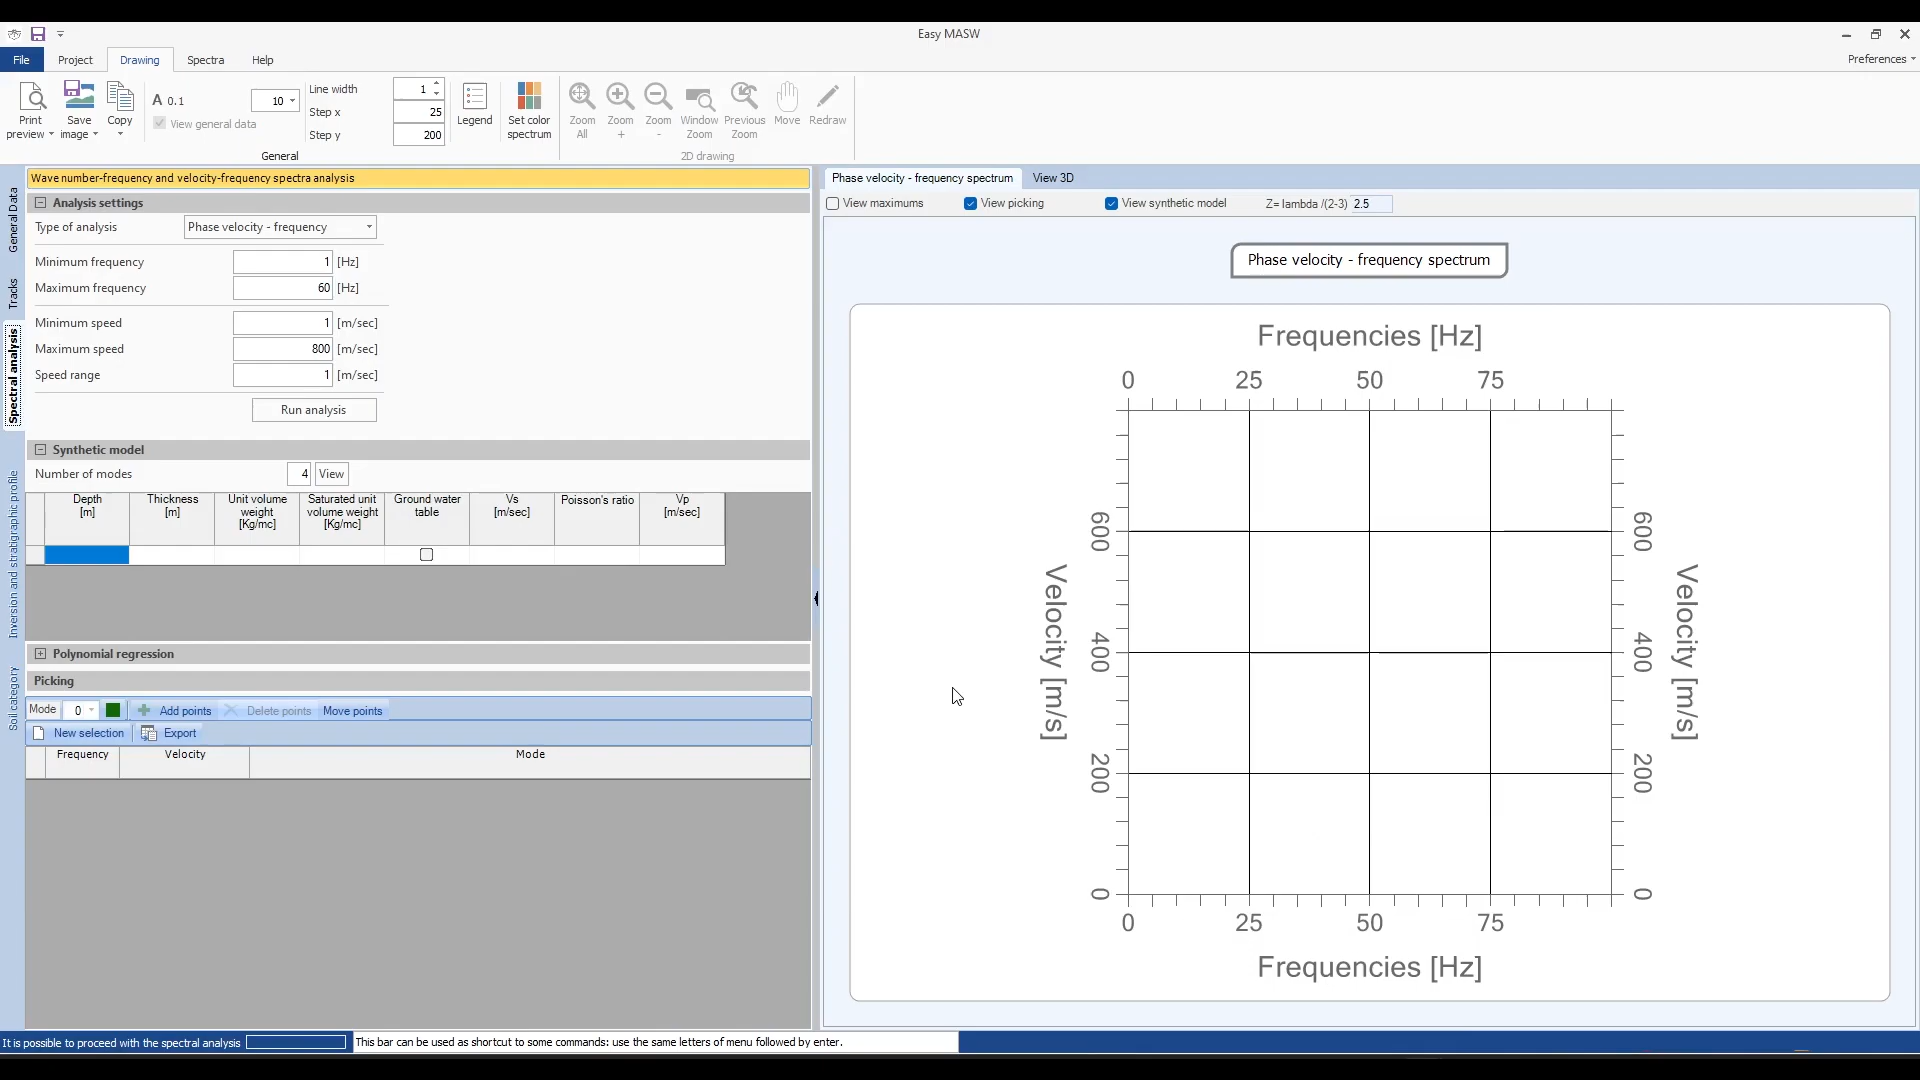 Easy MASW
File Project Drawing Spectra Help Preferences
Print preview
Save image
Copy
A 0.1
10
View general data
Line width 1
Step x 25
Step y 200
General
Legend
Set color spectrum
Zoom All
Zoom +
Zoom -
Window Zoom
Previous Zoom
Move
Redraw
2D drawing
General Data
Tracks
Spectral analysis
Inversion and stratigraphic profile
Soil category
Wave number-frequency and velocity-frequency spectra analysis
Analysis settings
Type of analysis Phase velocity - frequency
Minimum frequency 1 [Hz]
Maximum frequency 60 [Hz]
Minimum speed 1 [m/sec]
Maximum speed 800 [m/sec]
Speed range 1 [m/sec]
Run analysis
Synthetic model
Number of modes 4 View
Depth [m]
Thickness [m]
Unit volume weight [Kg/mc]
Saturated unit volume weight [Kg/mc]
Ground water table
Vs [m/sec]
Poisson's ratio
Vp [m/sec]
Polynomial regression
Picking
Mode 0 Add points Delete points Move points
New selection Export
Frequency Velocity Mode
Phase velocity - frequency spectrum View 3D
View maximums View picking View synthetic model Z= lambda /(2-3) 2.5
Phase velocity - frequency spectrum
Frequencies [Hz]
0 25 50 75
Velocity [m/s]
600 600
400 400
200 200
0 0
Velocity [m/s]
0 25 50 75
Frequencies [Hz]
It is possible to proceed with the spectral analysis
This bar can be used as shortcut to some commands: use the same letters of menu followed by enter.